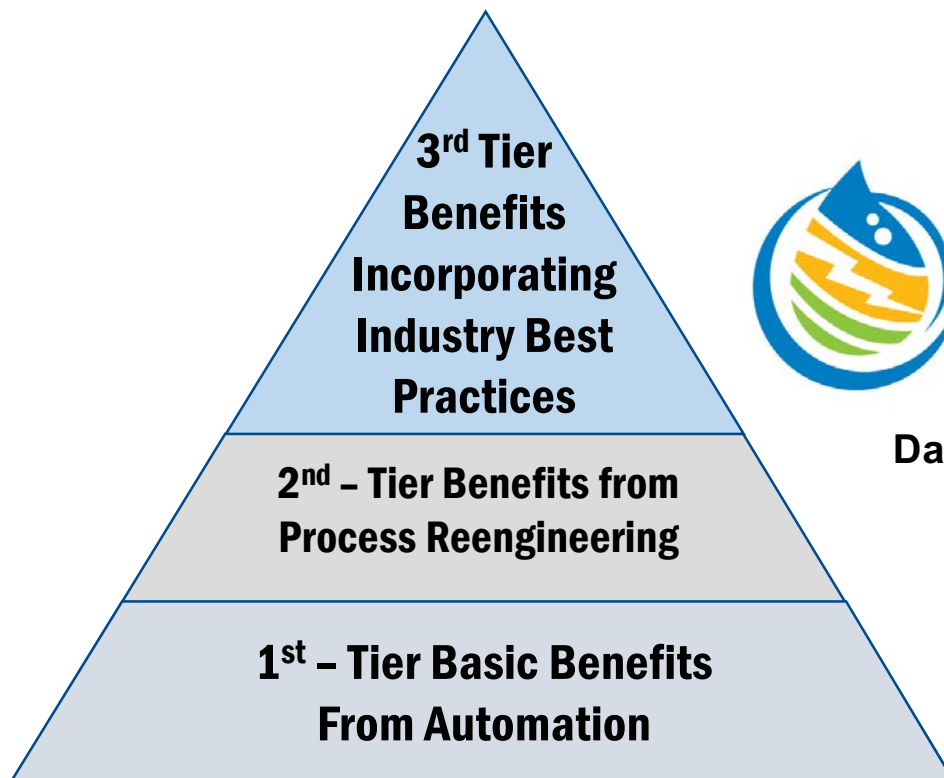 3rd Tier
Benefits
Incorporating
Industry Best
Practices
Da
2nd – Tier Benefits from
Process Reengineering
1st – Tier Basic Benefits
From Automation